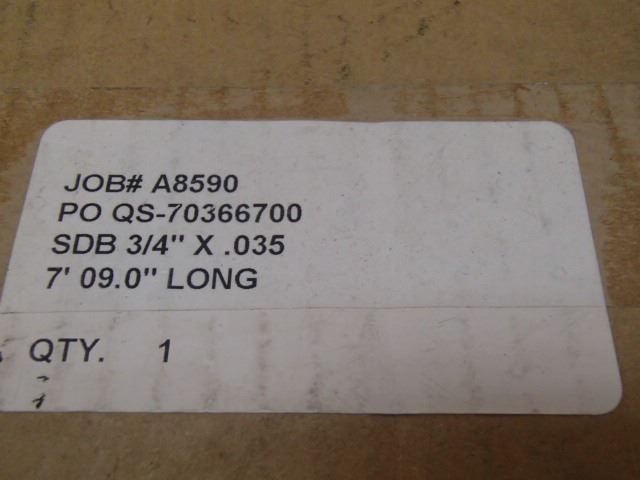 JOB# A8590
PO QS-70366700
SDB 3/4" X .035
7' 09.0" LONG
QTY. 1